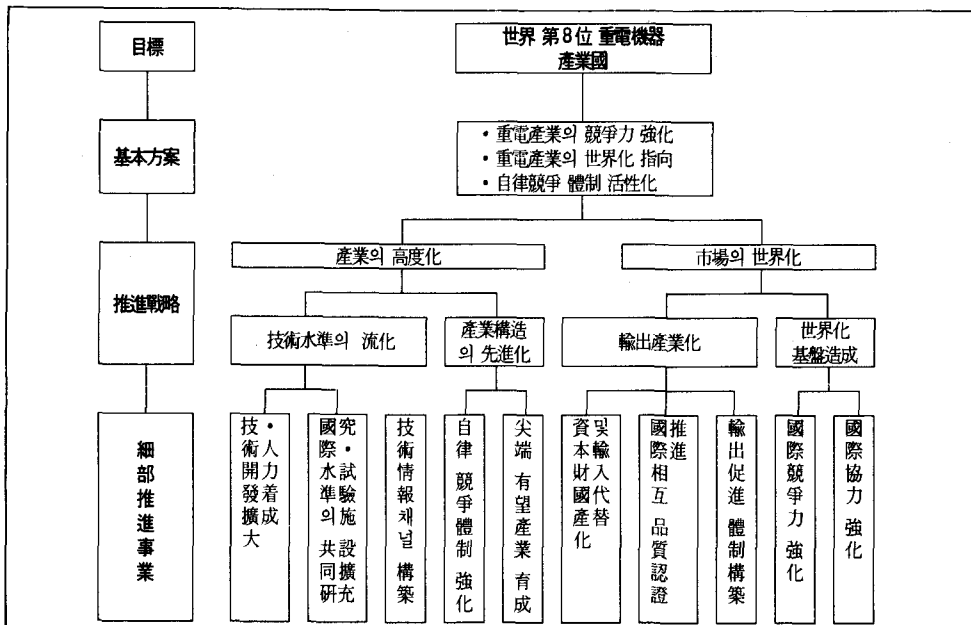 目標
世界 第8位 重電機器
產業國
基本方案
• 重電產業의 競爭力 強化
• 重電產業의 世界化 指向
• 自律競爭 體制 活性化
推進戰略
產業의 高度化
市場의 世界化
技術水準의 流化
產業構造
의 先進化
輸出產業化
世界化
基盤造成
細部推進事業
技術開發擴大
・人力着成
國際水準의 共同硏
究・試驗施設擴充
技術情報채널 構築
自律 競爭體制 強化
尖端 有望產業 育成
資本財國產化
및輸入代替
國際相互 品質認證
推進
輸出促進 體制構築
國際競爭力 強化
國際協力 強化